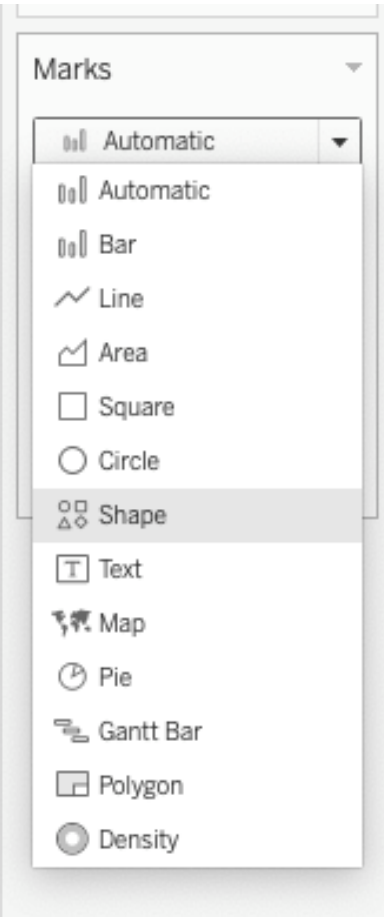 Marks
Automatic
Automatic
Bar
Line
Area
Square
Circle
Shape
Text
Map
Pie
Gantt Bar
Polygon
Density